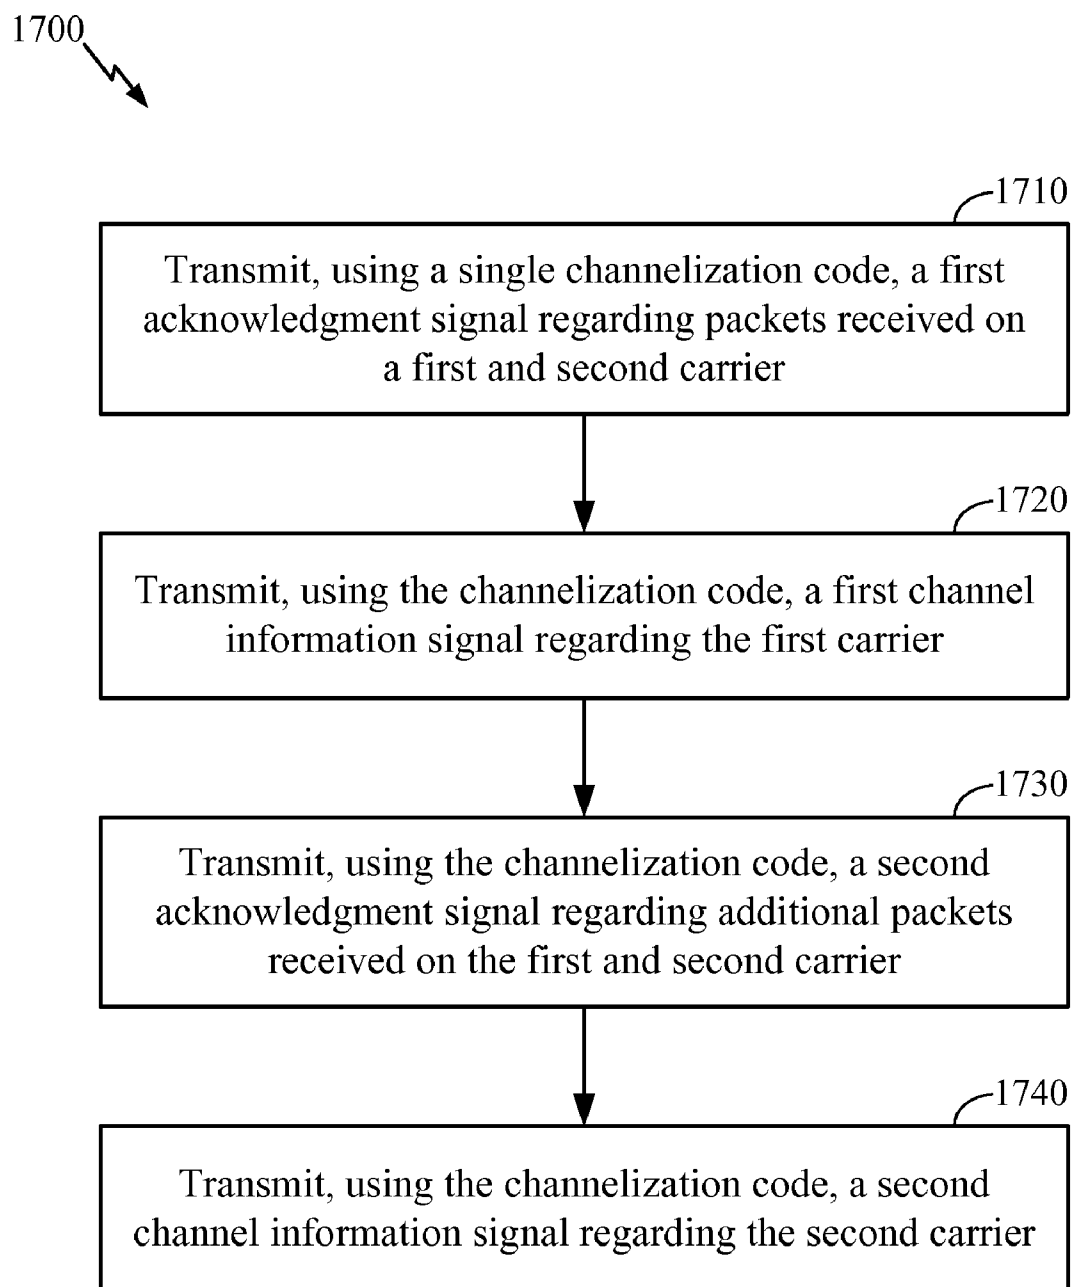 1700
1710
Transmit, using a single channelization code, a first
acknowledgment signal regarding packets received on
a first and second carrier
1720
Transmit, using the channelization code, a first channel
information signal regarding the first carrier
1730
Transmit, using the channelization code, a second
acknowledgment signal regarding additional packets
received on the first and second carrier
1740
Transmit, using the channelization code, a second
channel information signal regarding the second carrier